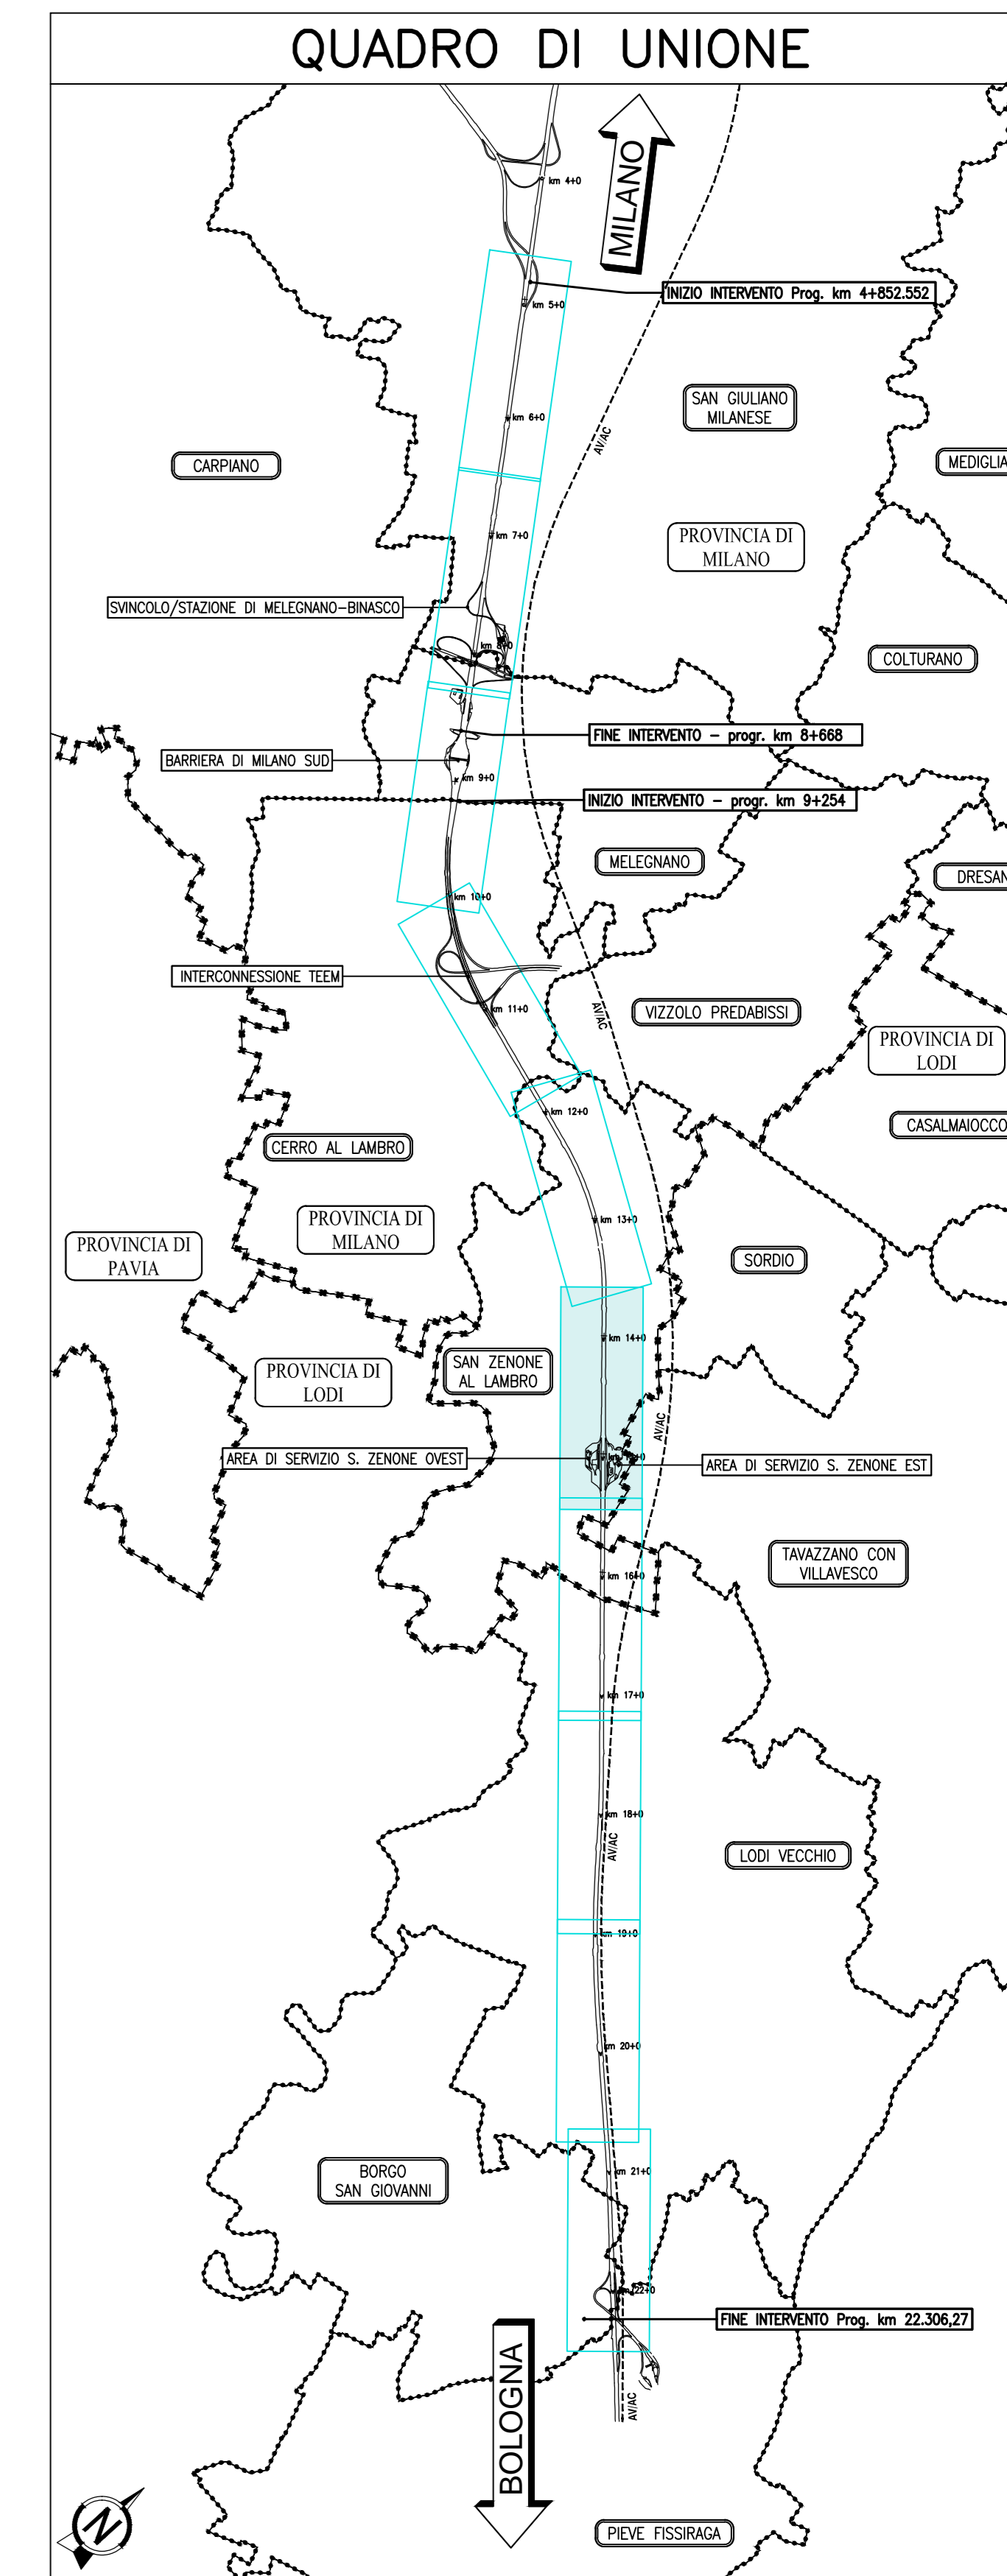 QUADRO DI UNIONE
MILANO
km 4+0
INIZIO INTERVENTO Prog. km 4+852.552
km 5+0
SAN GIULIANO
MILANESE
km 6+0
AV/AC
CARPIANO
PROVINCIA DI
MILANO
km 7+0
SVINCOLO/STAZIONE DI MELEGNANO-BINASCO
COLTURANO
FINE INTERVENTO - progr. km 8+668
BARRIERA DI MILANO SUD
km 9+0
INIZIO INTERVENTO - progr. km 9+254
MELEGNANO
DRESAN
km 10+0
INTERCONNESSIONE TEEM
km 11+0
AV/AC
VIZZOLO PREDABISSI
PROVINCIA DI
LODI
km 12+0
CASALMAIOCCO
CERRO AL LAMBRO
PROVINCIA DI
MILANO
km 13+0
PROVINCIA DI
PAVIA
SORDIO
km 14+0
SAN ZENONE
AL LAMBRO
PROVINCIA DI
LODI
AV/AC
AREA DI SERVIZIO S. ZENONE OVEST
AREA DI SERVIZIO S. ZENONE EST
TAVAZZANO CON
VILLAVESCO
km 16+0
km 17+0
km 18+0
AV/AC
LODI VECCHIO
km 19+0
km 20+0
km 21+0
BORGO
SAN GIOVANNI
22+0
FINE INTERVENTO Prog. km 22.306,27
BOLOGNA
AV/AC
N
PIEVE FISSIRAGA